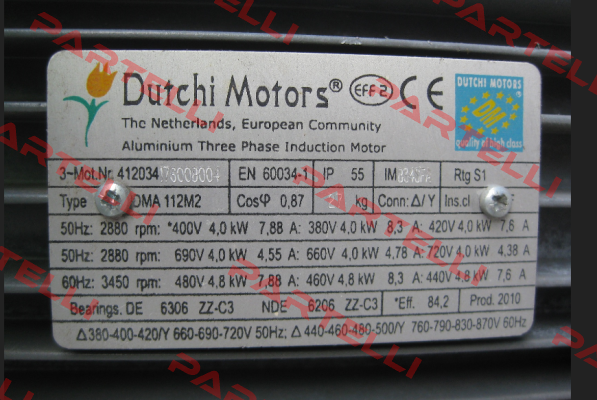 Dutchi Motors® EFF 2 CE
DUTCHI MOTORS
DM
quality of high class
The Netherlands, European Community
Aluminium Three Phase Induction Motor
3~Mot.Nr. 412034 EN 60034-1 IP 55 IM Rtg S1
Type DMA 112M2 Cosφ 0,87 kg Conn: Δ/Y Ins.cl
50Hz: 2880 rpm: *400V 4,0 kW 7,88 A: 380V 4,0 kW 8,3 A: 420V 4,0 kW 7,6 A
50Hz: 2880 rpm: 690V 4,0 kW 4,55 A: 660V 4,0 kW 4,78 A: 720V 4,0 kW 4,38 A
60Hz: 3450 rpm: 480V 4,8 kW 7,88 A: 460V 4,8 kW 8,3 A: 440V 4,8 kW 7,6 A
Bearings: DE 6306 ZZ-C3 NDE 6206 ZZ-C3 *Eff. 84,2 Prod. 2010
Δ380-400-420/Y 660-690-720V 50Hz; Δ 440-460-480-500/Y 760-790-830-870V 60Hz
PARTELLI
PARTELLI
PARTELLI
PARTELLI